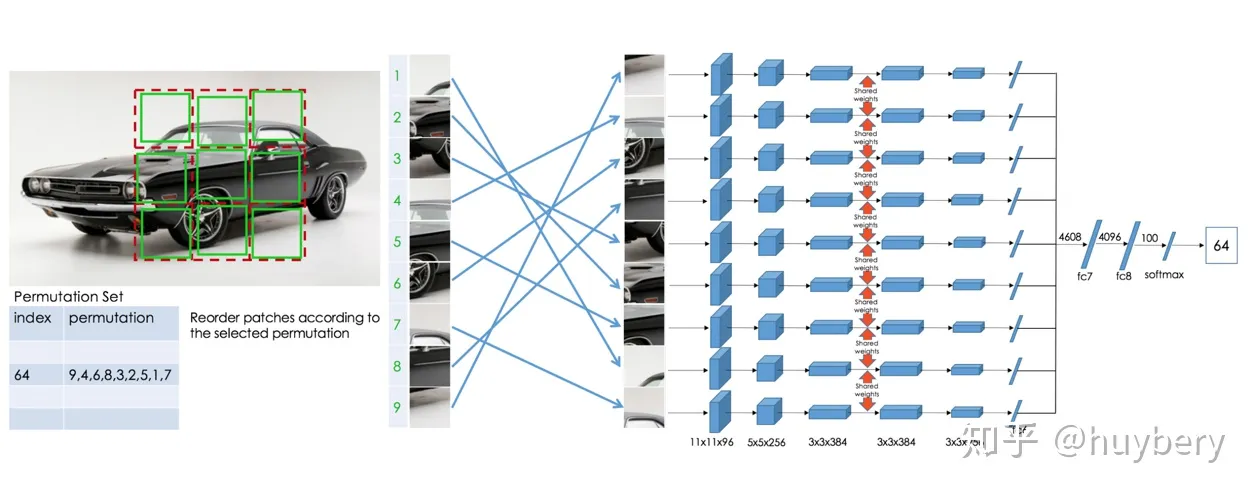 Permutation Set
index permutation
64 9,4,6,8,3,2,5,1,7
Reorder patches according to
the selected permutation
1
2
3
4
5
6
7
8
9
Shared
weights
Shared
weights
Shared
weights
Shared
weights
Shared
weights
Shared
weights
Shared
weights
Shared
weights
11x11x96 5x5x256 3x3x384 3x3x384
4608 4096 100
fc7 fc8 softmax
64
知乎 @huybery